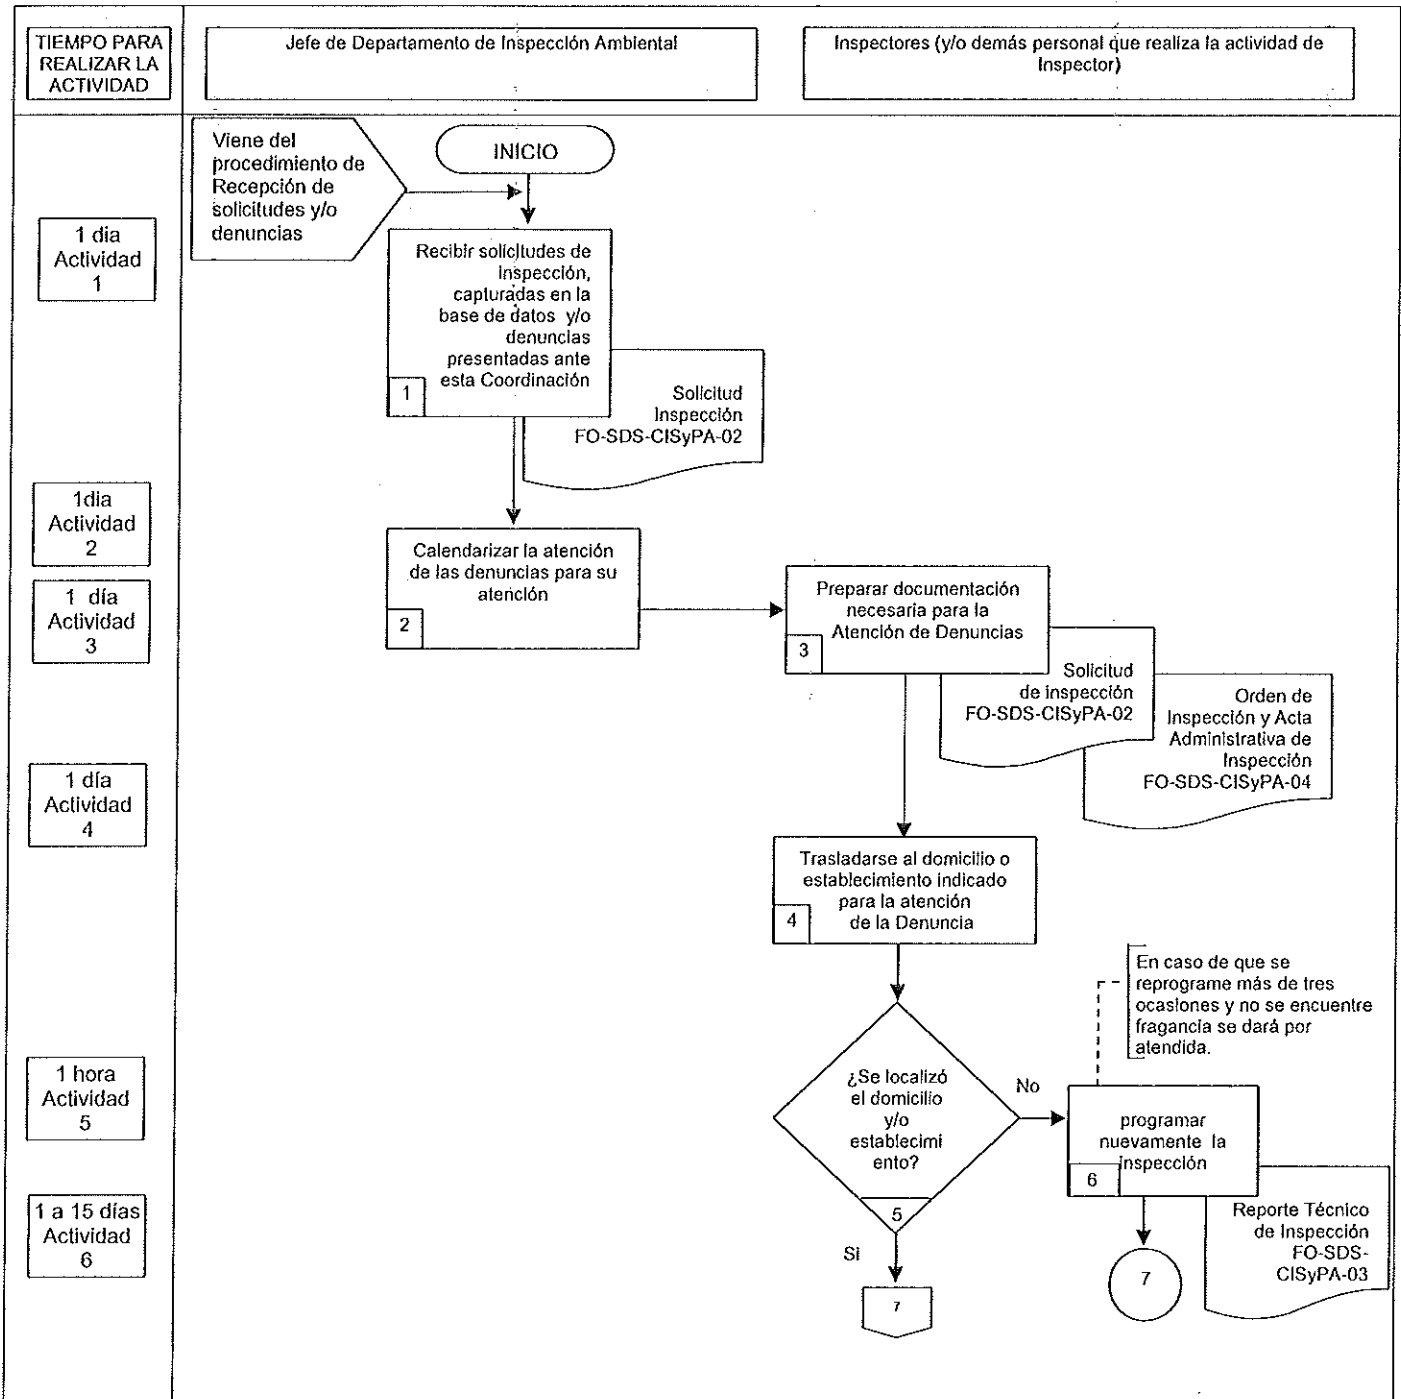 TIEMPO PARA
REALIZAR LA
ACTIVIDAD
Jefe de Departamento de Inspección Ambiental
Inspectores (y/o demás personal que realiza la actividad de
Inspector)
Viene del
procedimiento de
Recepción de
solicitudes y/o
denuncias
INICIO
1 dia
Actividad
1
Recibir solicitudes de
inspección,
capturadas en la
base de datos y/o
denuncias
presentadas ante
esta Coordinación
1
Solicitud
Inspección
FO-SDS-CISyPA-02
1dia
Actividad
2
Calendarizar la atención
de las denuncias para su
atención
2
1 día
Actividad
3
Preparar documentación
necesaria para la
Atención de Denuncias
3
Solicitud
de inspección
FO-SDS-CISyPA-02
Orden de
Inspección y Acta
Administrativa de
Inspección
FO-SDS-CISyPA-04
1 día
Actividad
4
Trasladarse al domicilio o
establecimiento indicado
para la atención
de la Denuncia
4
En caso de que se
reprograme más de tres
ocasiones y no se encuentre
fragancia se dará por
atendida.
1 hora
Actividad
5
¿Se localizó
el domicilio
y/o
establecimi
ento?
5
No
Si
programar
nuevamente la
inspección
6
1 a 15 días
Actividad
6
Reporte Técnico
de Inspección
FO-SDS-
CISyPA-03
7
7